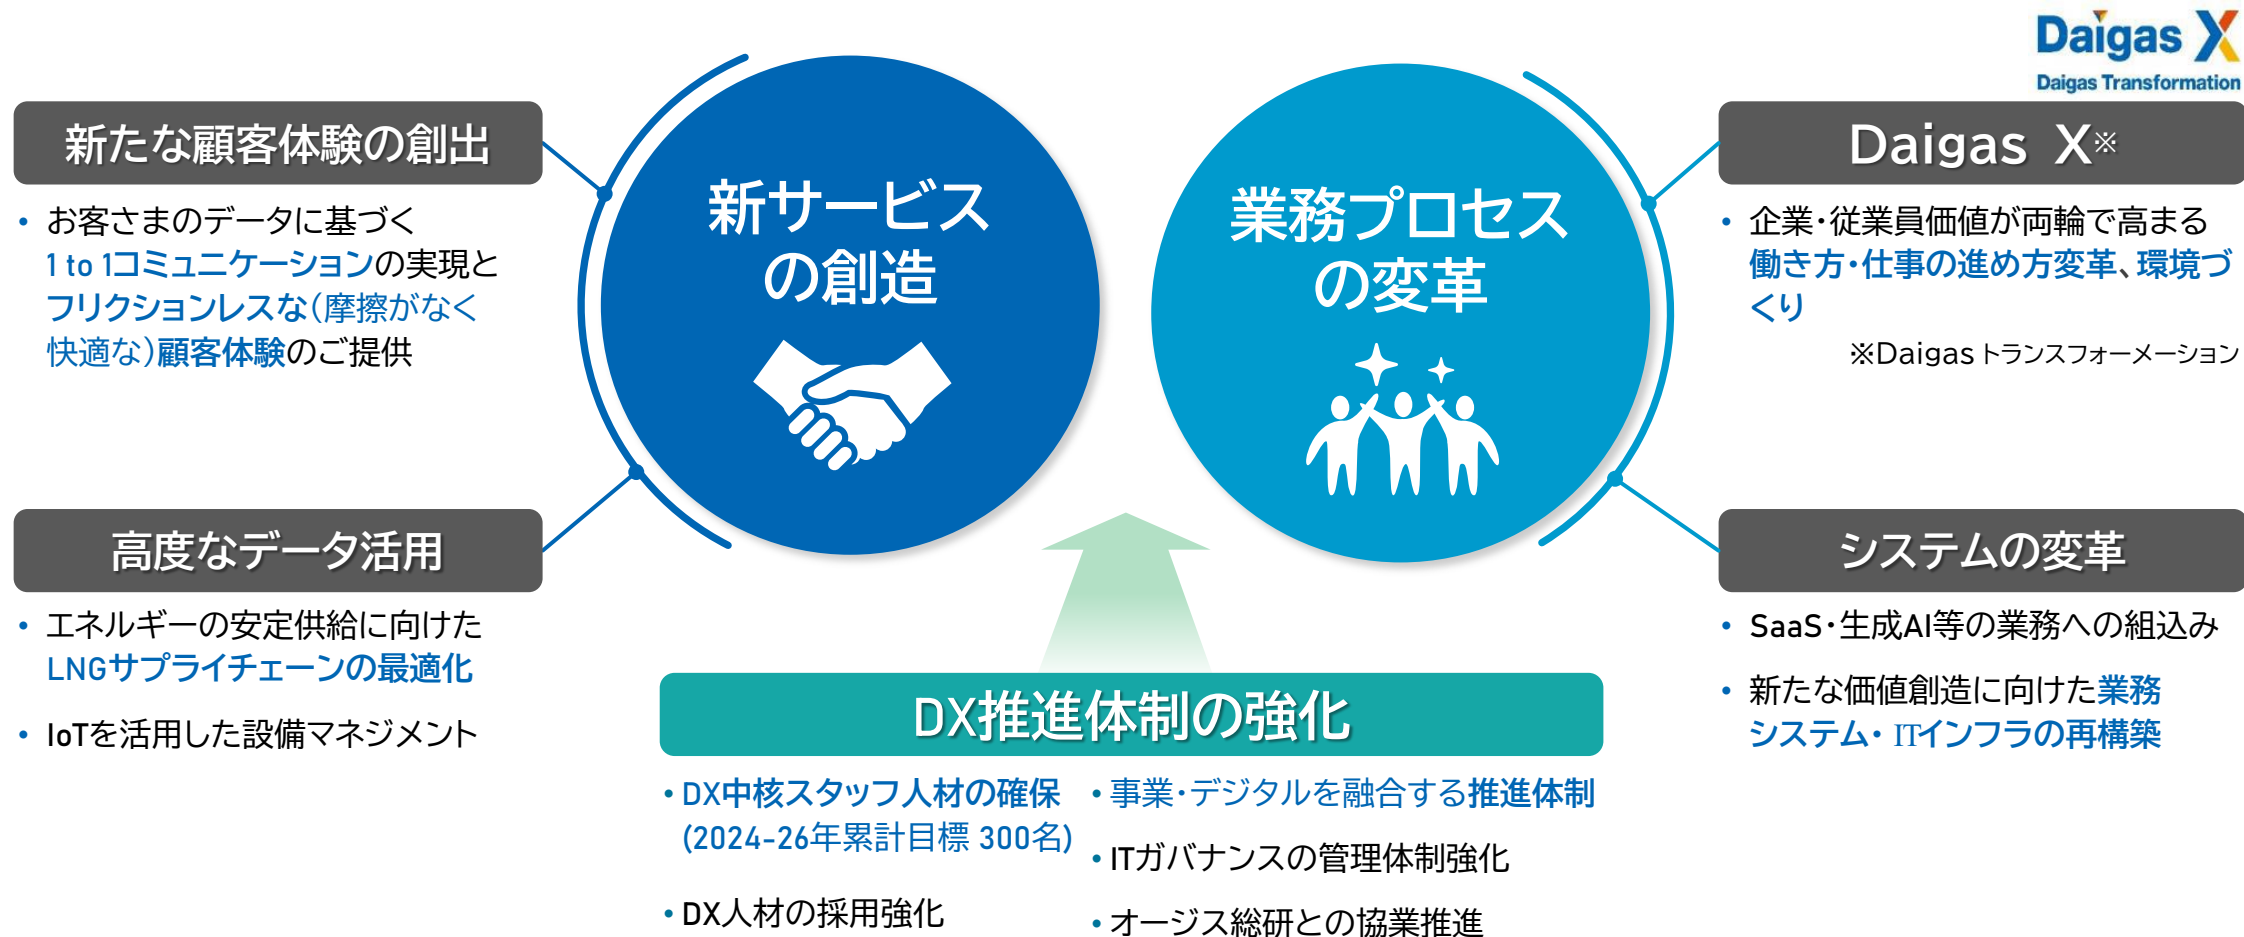 Daigas X
Daigas Transformation
新たな顧客体験の創出
・お客さまのデータに基づく
1 to 1コミュニケーションの実現と
フリクションレスな(摩擦がなく
快適な)顧客体験のご提供
高度なデータ活用
・エネルギーの安定供給に向けた
LNGサプライチェーンの最適化
・IoTを活用した設備マネジメント
新サービス
の創造
業務プロセス
の変革
Daigas X※
・企業・従業員価値が両輪で高まる
働き方・仕事の進め方変革、環境づ
くり
※Daigasトランスフォーメーション
システムの変革
・SaaS・生成AI等の業務への組込み
・新たな価値創造に向けた業務
システム・ITインフラの再構築
DX推進体制の強化
・DX中核スタッフ人材の確保
(2024-26年累計目標 300名)
・DX人材の採用強化
・事業・デジタルを融合する推進体制
・ITガバナンスの管理体制強化
・オージス総研との協業推進